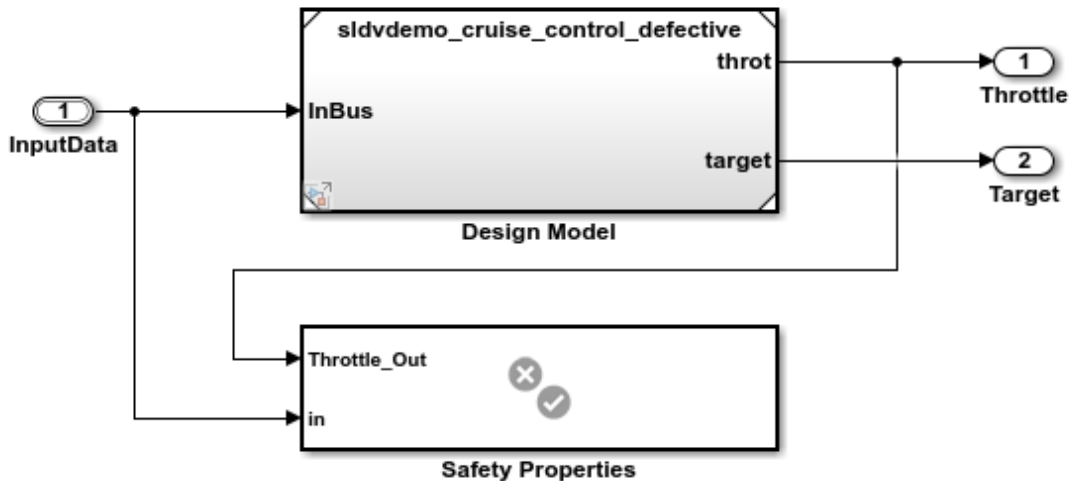 sldvdemo_cruise_control_defective
throt
1
Throttle
1
InputData
InBus
target
2
Target
Design Model
Throttle_Out
in
Safety Properties